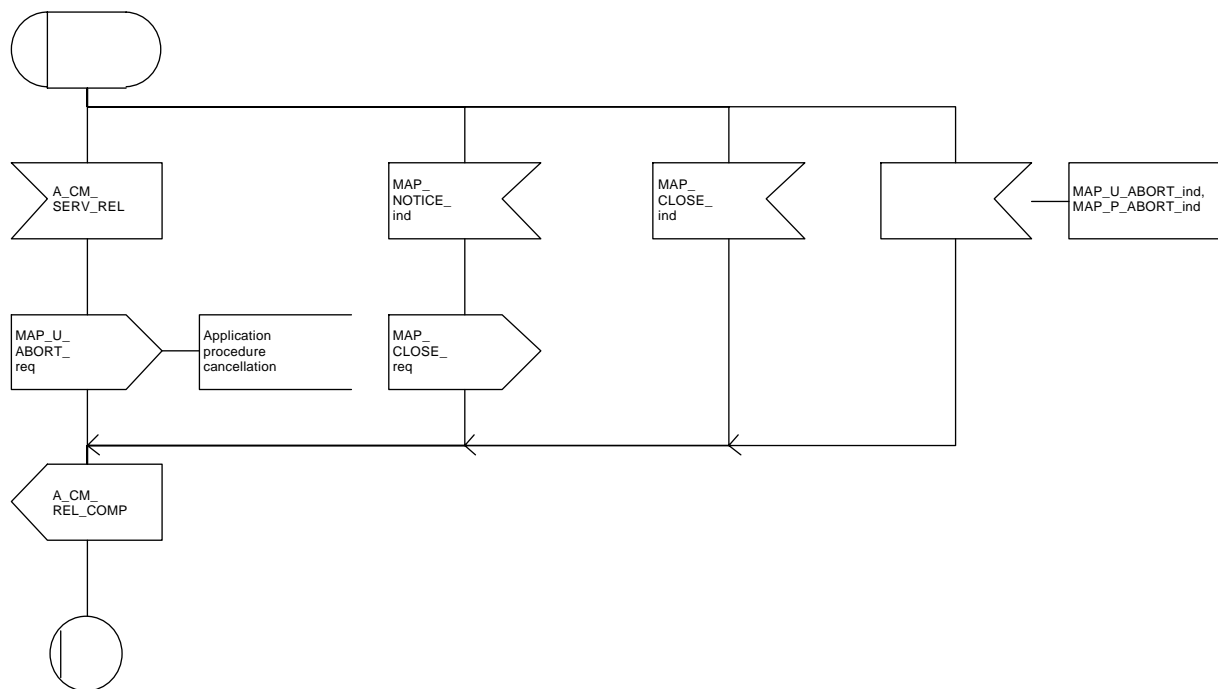 A_CM_
SERV_REL
MAP_
NOTICE_
ind
MAP_
CLOSE_
ind
MAP_U_ABORT_ind,
MAP_P_ABORT_ind
MAP_U_
ABORT_
req
Application
procedure
cancellation
MAP_
CLOSE_
req
A_CM_
REL_COMP